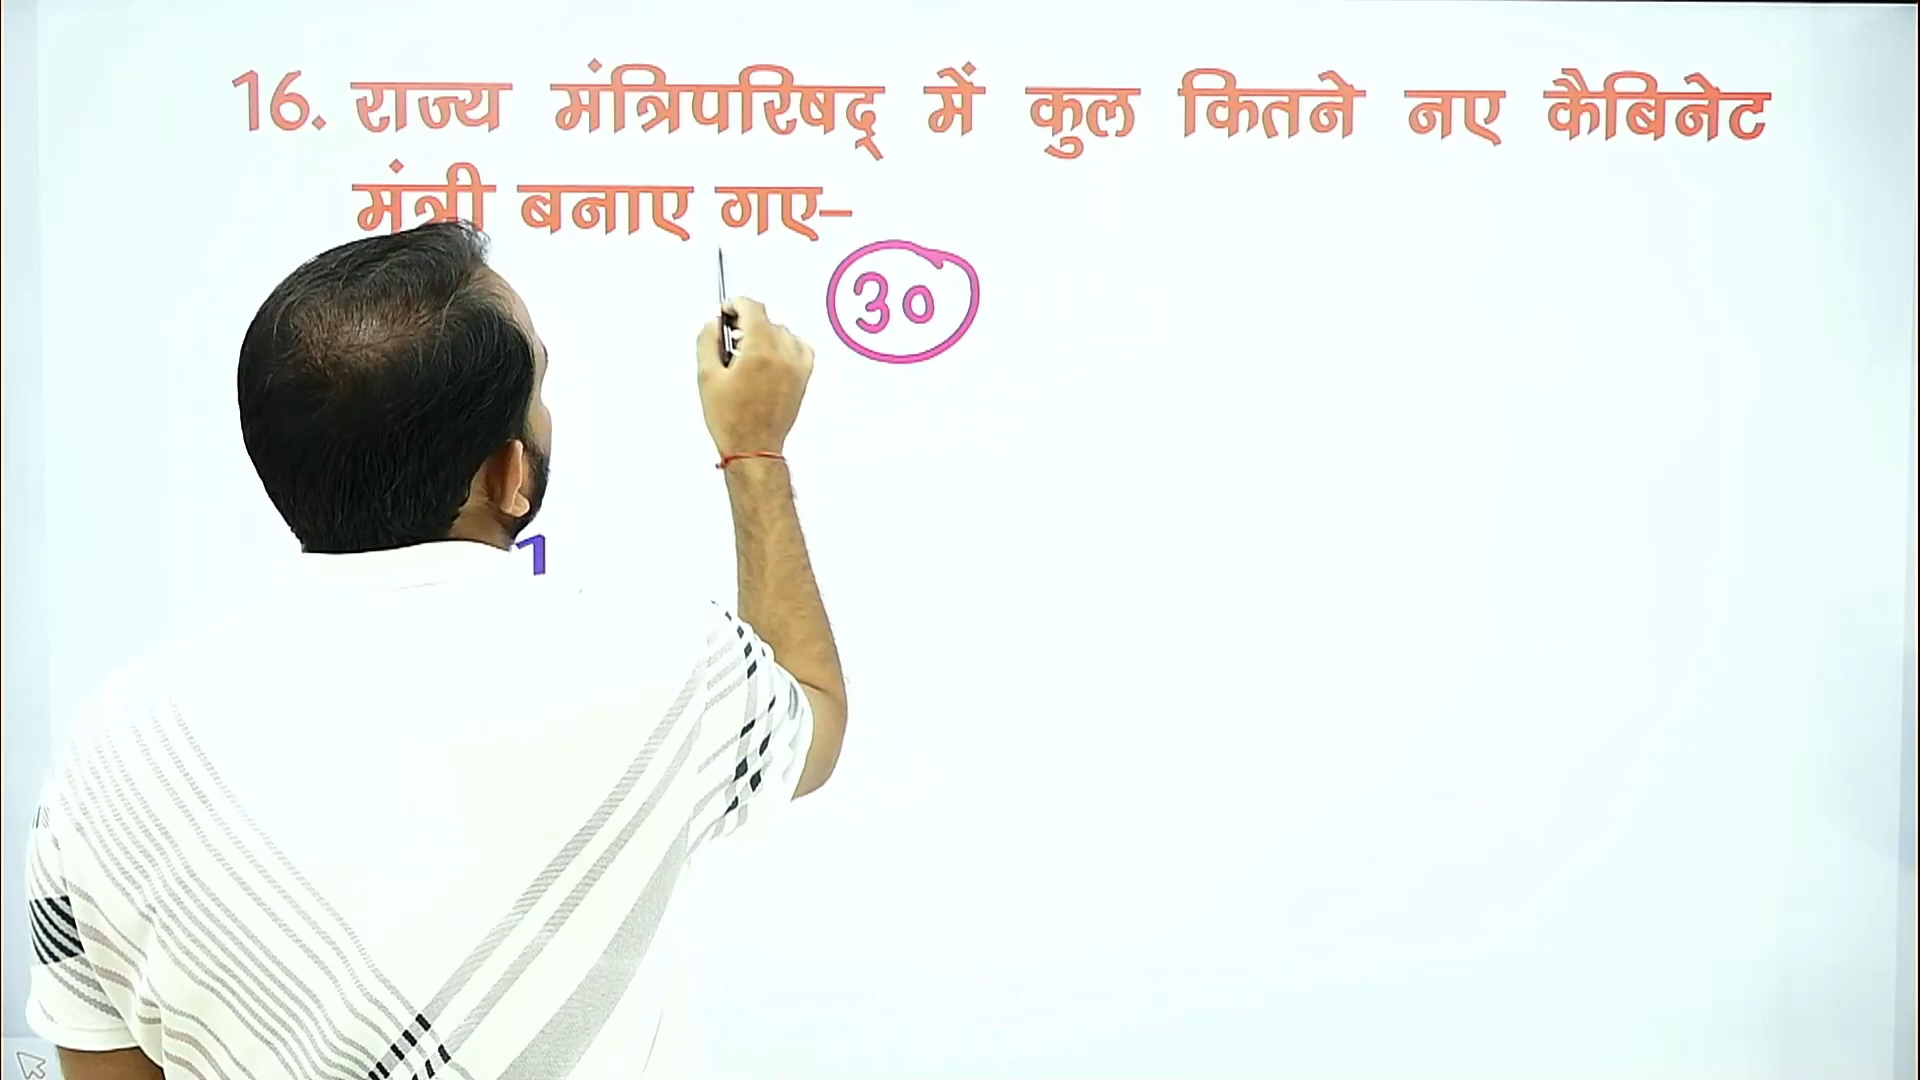 16. राज्य मंत्रिपरिषद् में कुल कितने नए कैबिनेट
मंत्री बनाए गए–
30